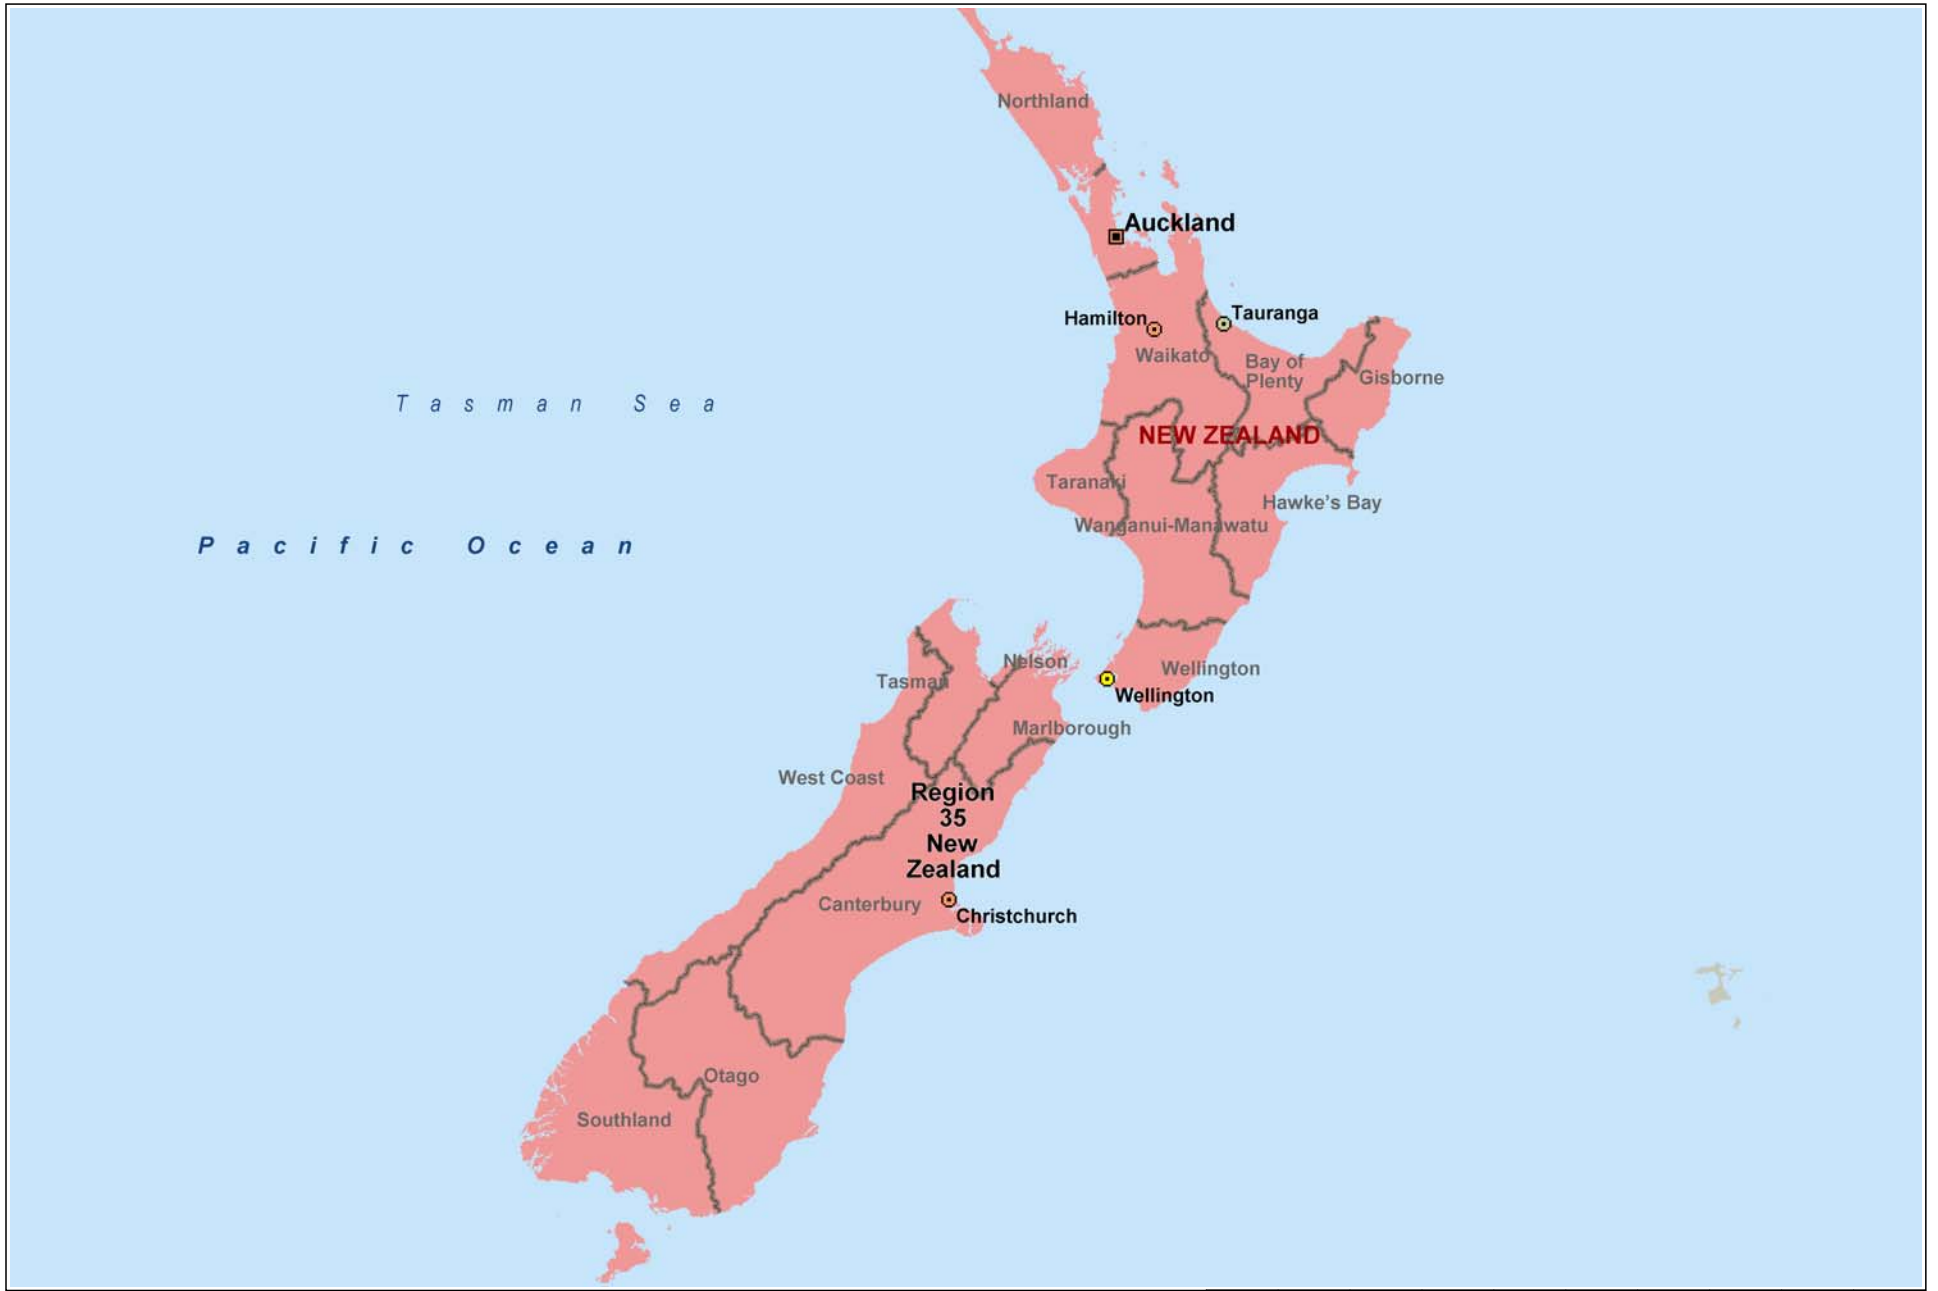 Northland
Auckland
Tauranga
Hamilton
Waikato
Bay of
Plenty
Gisborne
Tasman Sea
NEW ZEALAND
Taranaki
Hawke's Bay
Wanganui-Manawatu
Pacific Ocean
Nelson
Wellington
Tasman
Wellington
Marlborough
West Coast
Region
35
New
Zealand
Canterbury
Christchurch
Otago
Southland